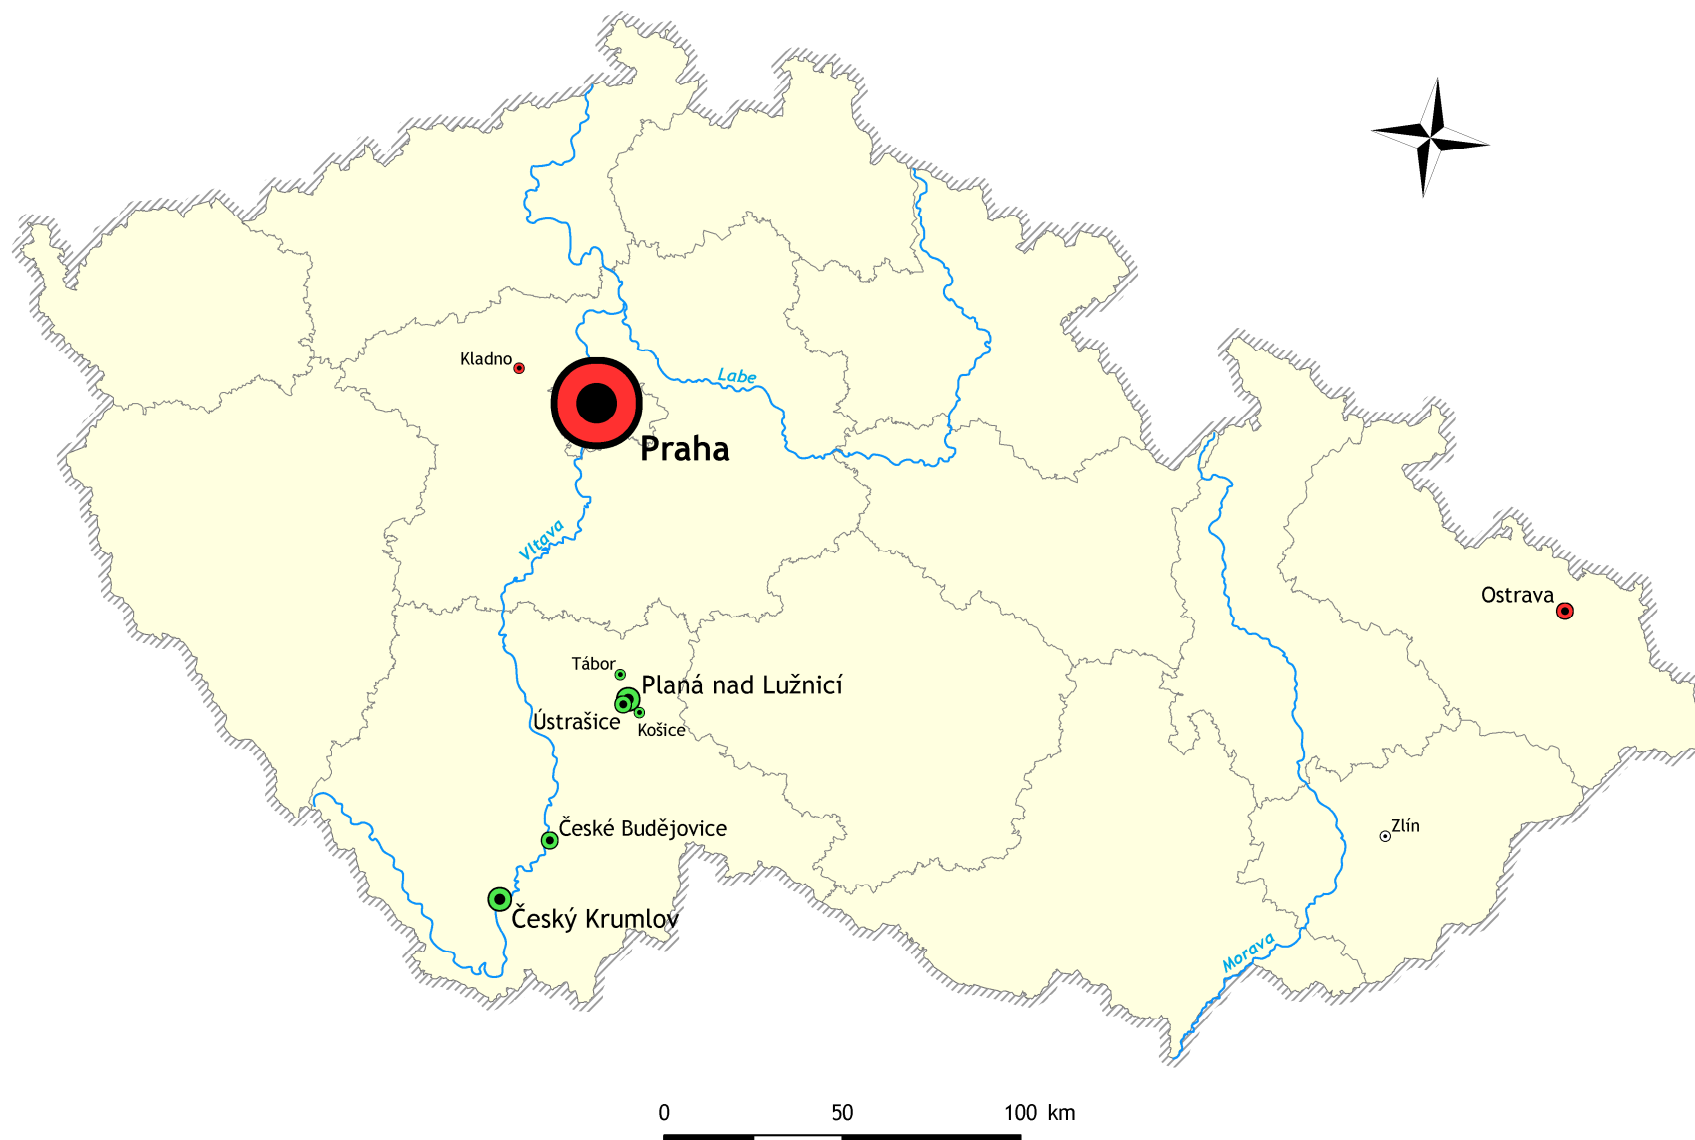 Kladno
Labe
Praha
Vltava
Ostrava
Tábor
Planá nad Lužnicí
Ústrašice
Košice
České Budějovice
Zlín
Český Krumlov
Morava
0 50 100 km